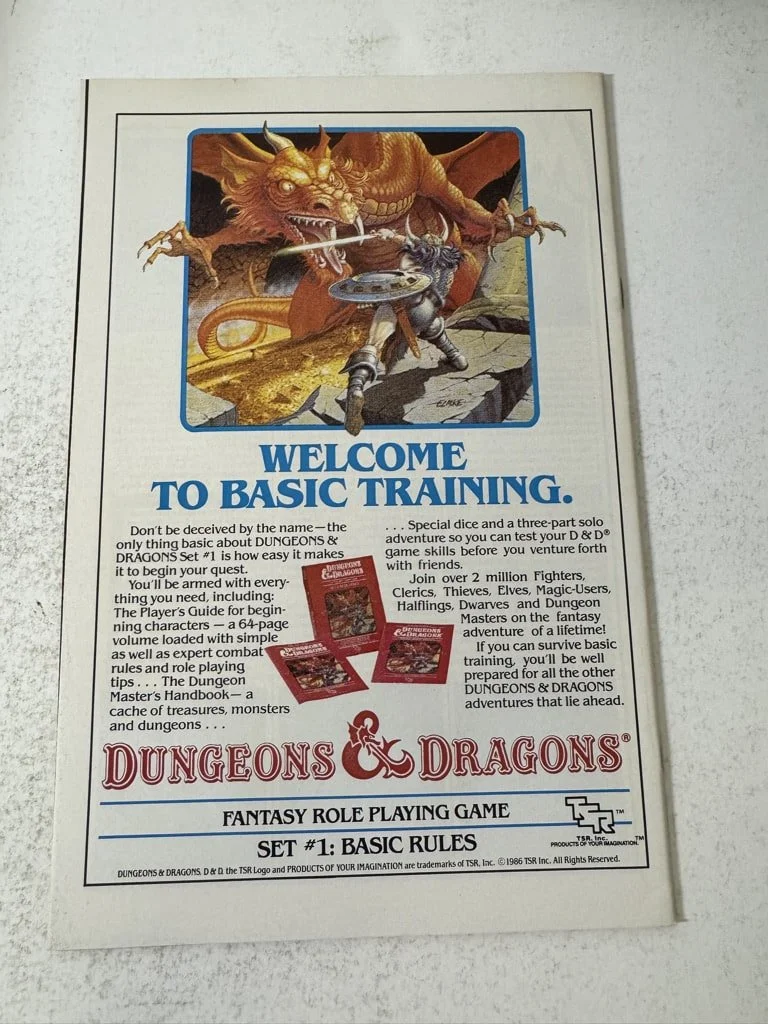 ELMORE
WELCOME
TO BASIC TRAINING.
Don't be deceived by the name—the
only thing basic about DUNGEONS &
DRAGONS Set #1 is how easy it makes
it to begin your quest.
You'll be armed with every-
thing you need, including:
The Player's Guide for begin-
ning characters — a 64-page
volume loaded with simple
as well as expert combat
rules and role playing
tips . . . The Dungeon
Master's Handbook— a
cache of treasures, monsters
and dungeons . . .
. . . Special dice and a three-part solo
adventure so you can test your D & D®
game skills before you venture forth
with friends.
Join over 2 million Fighters,
Clerics, Thieves, Elves, Magic-Users,
Halflings, Dwarves and Dungeon
Masters on the fantasy
adventure of a lifetime!
If you can survive basic
training, you'll be well
prepared for all the other
DUNGEONS & DRAGONS
adventures that lie ahead.
DUNGEONS
& DRAGONS
DUNGEONS
& DRAGONS
DUNGEONS
& DRAGONS
DUNGEONS & DRAGONS®
FANTASY ROLE PLAYING GAME
SET #1: BASIC RULES
TSR™
TSR, Inc.
PRODUCTS OF YOUR IMAGINATION.™
DUNGEONS & DRAGONS, D & D, the TSR Logo and PRODUCTS OF YOUR IMAGINATION are trademarks of TSR, Inc. ©1986 TSR Inc. All Rights Reserved.